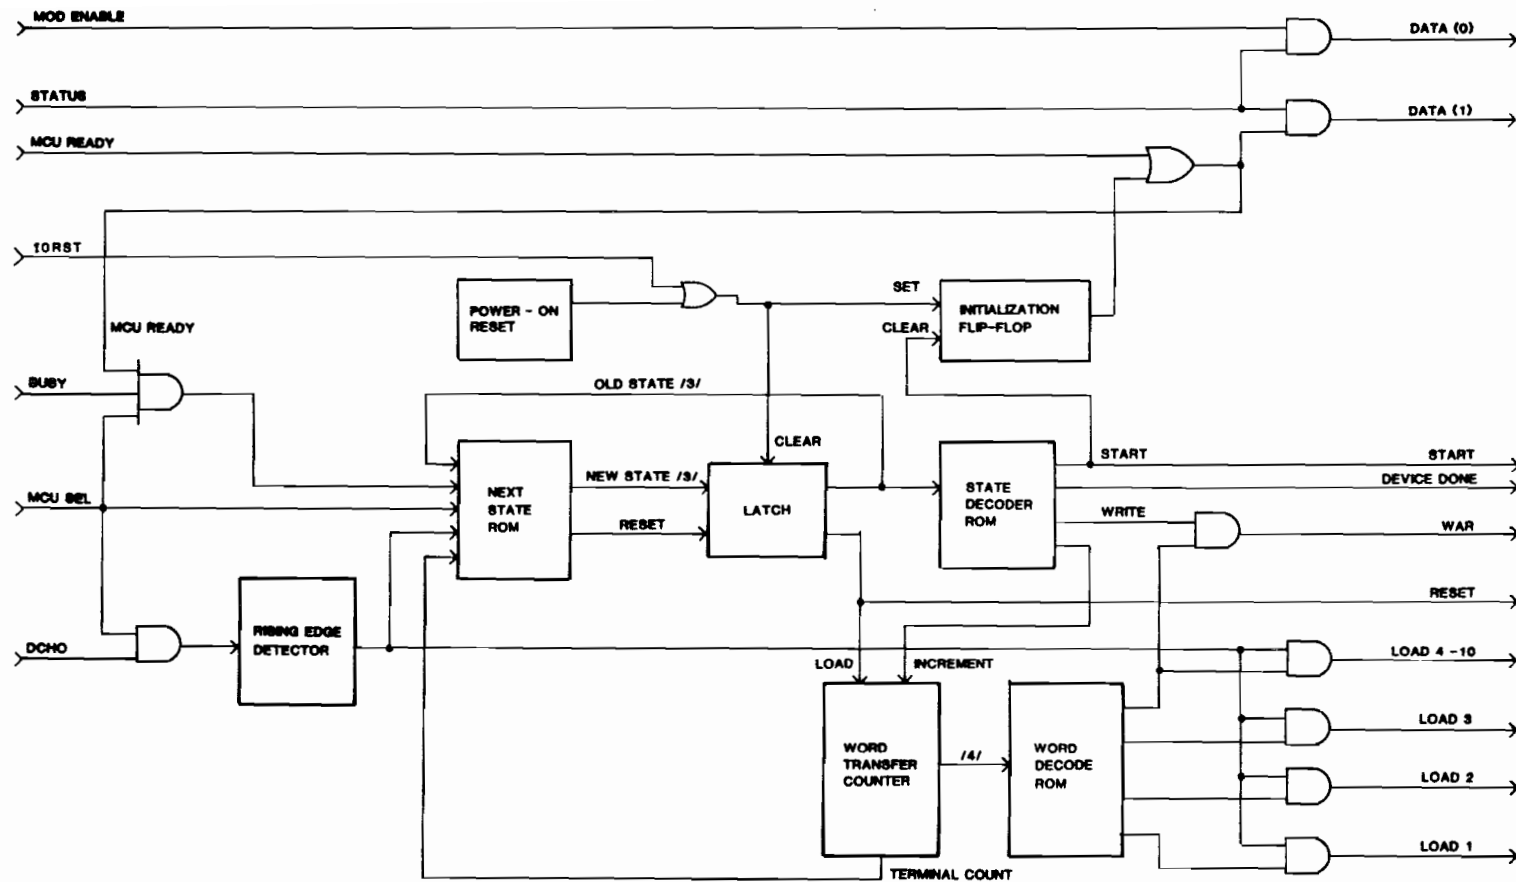 MOD ENABLE
DATA (0)
STATUS
DATA (1)
MCU READY
IORST
POWER - ON
RESET
SET
CLEAR
INITIALIZATION
FLIP-FLOP
MCU READY
BUSY
OLD STATE /3/
CLEAR
MCU SEL
NEXT
STATE
ROM
NEW STATE /3/
RESET
LATCH
STATE
DECODER
ROM
START
START
DEVICE DONE
WRITE
WAR
RESET
DCHO
RISING EDGE
DETECTOR
LOAD
INCREMENT
LOAD 4 -10
WORD
TRANSFER
COUNTER
/4/
WORD
DECODE
ROM
LOAD 3
LOAD 2
LOAD 1
TERMINAL COUNT